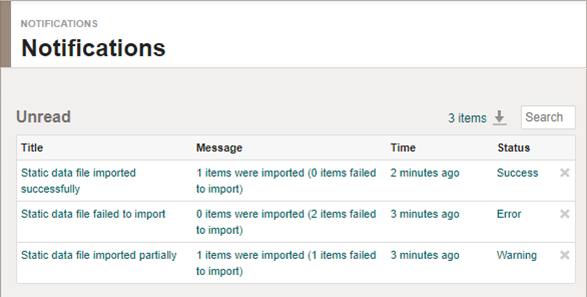 NOTIFICATIONS
Notifications
Unread
3 items
Search
Title Message Time Status
Static data file imported successfully
1 items were imported (0 items failed to import)
2 minutes ago
Success
Static data file failed to import
0 items were imported (2 items failed to import)
3 minutes ago
Error
Static data file imported partially
1 items were imported (1 items failed to import)
3 minutes ago
Warning